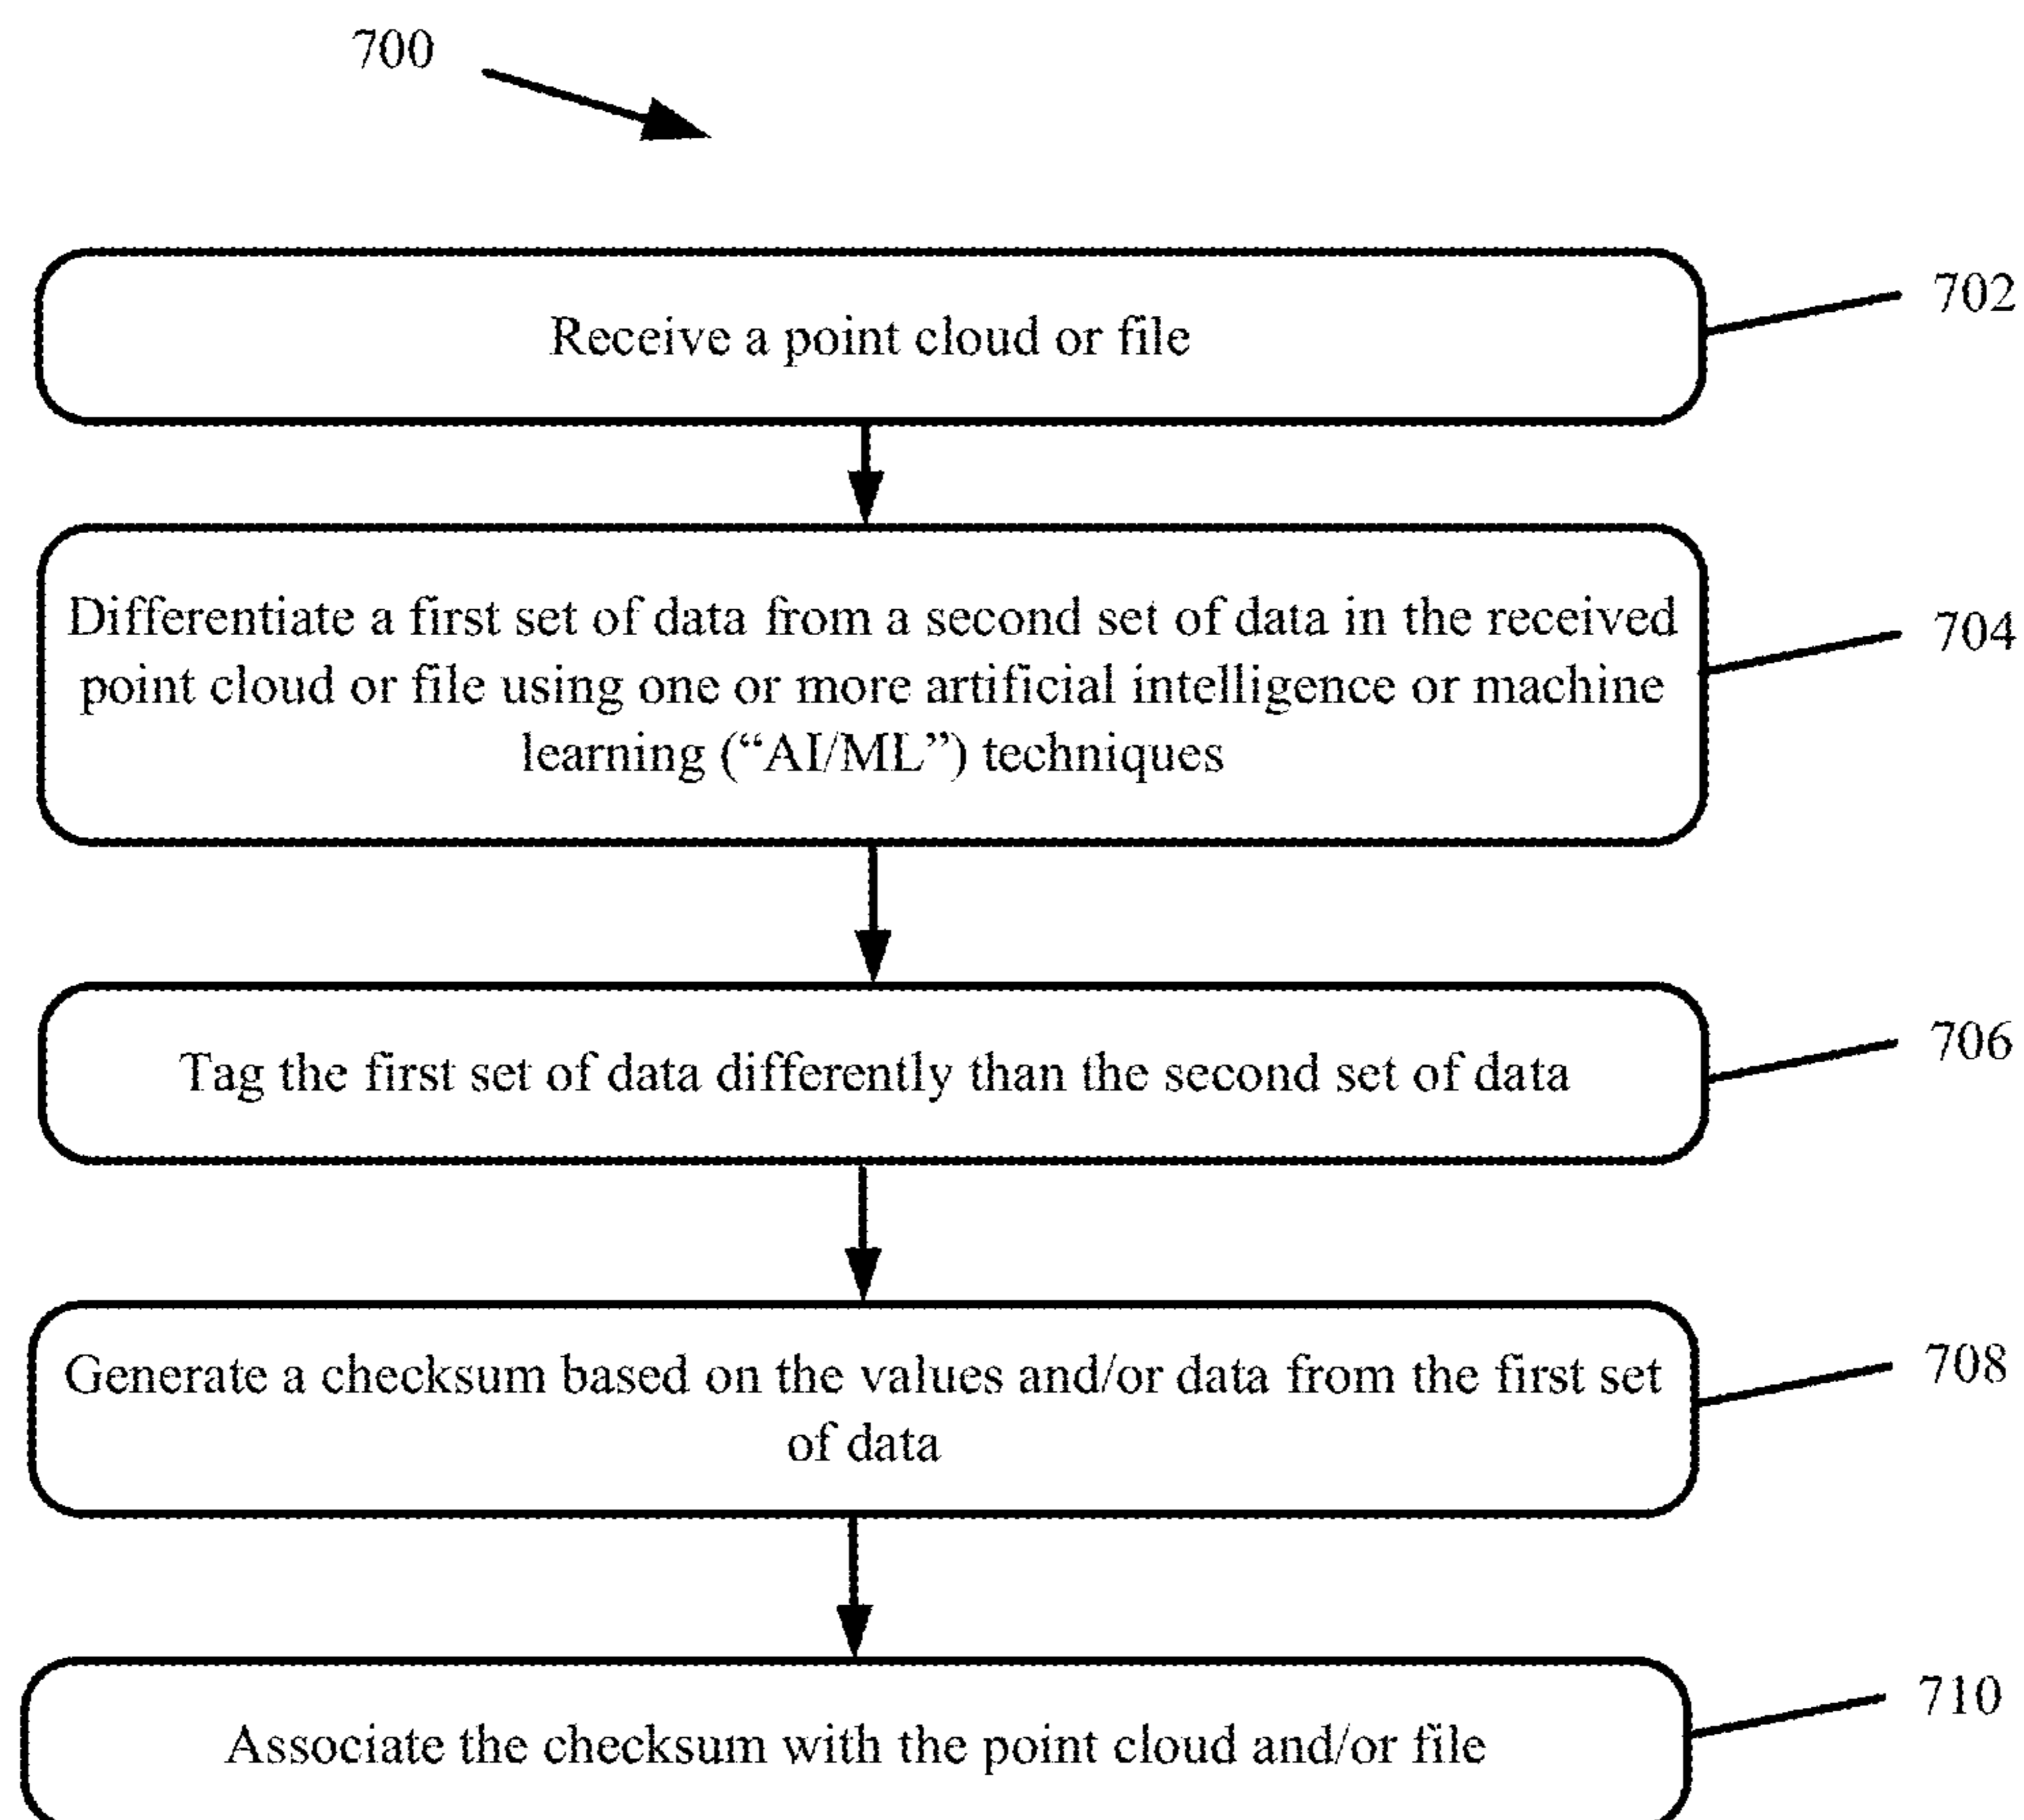 700
Receive a point cloud or file
702
Differentiate a first set of data from a second set of data in the received
point cloud or file using one or more artificial intelligence or machine
learning (“AI/ML”) techniques
704
Tag the first set of data differently than the second set of data
706
Generate a checksum based on the values and/or data from the first set
of data
708
Associate the checksum with the point cloud and/or file
710